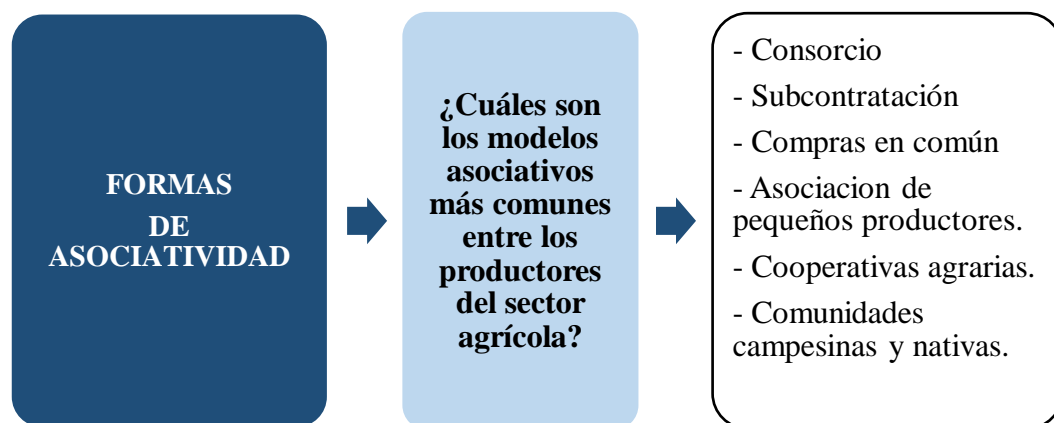 FORMAS
DE
ASOCIATIVIDAD
¿Cuáles son
los modelos
asociativos
más comunes
entre los
productores
del sector
agrícola?
- Consorcio
- Subcontratación
- Compras en común
- Asociacion de
pequeños productores.
- Cooperativas agrarias.
- Comunidades
campesinas y nativas.